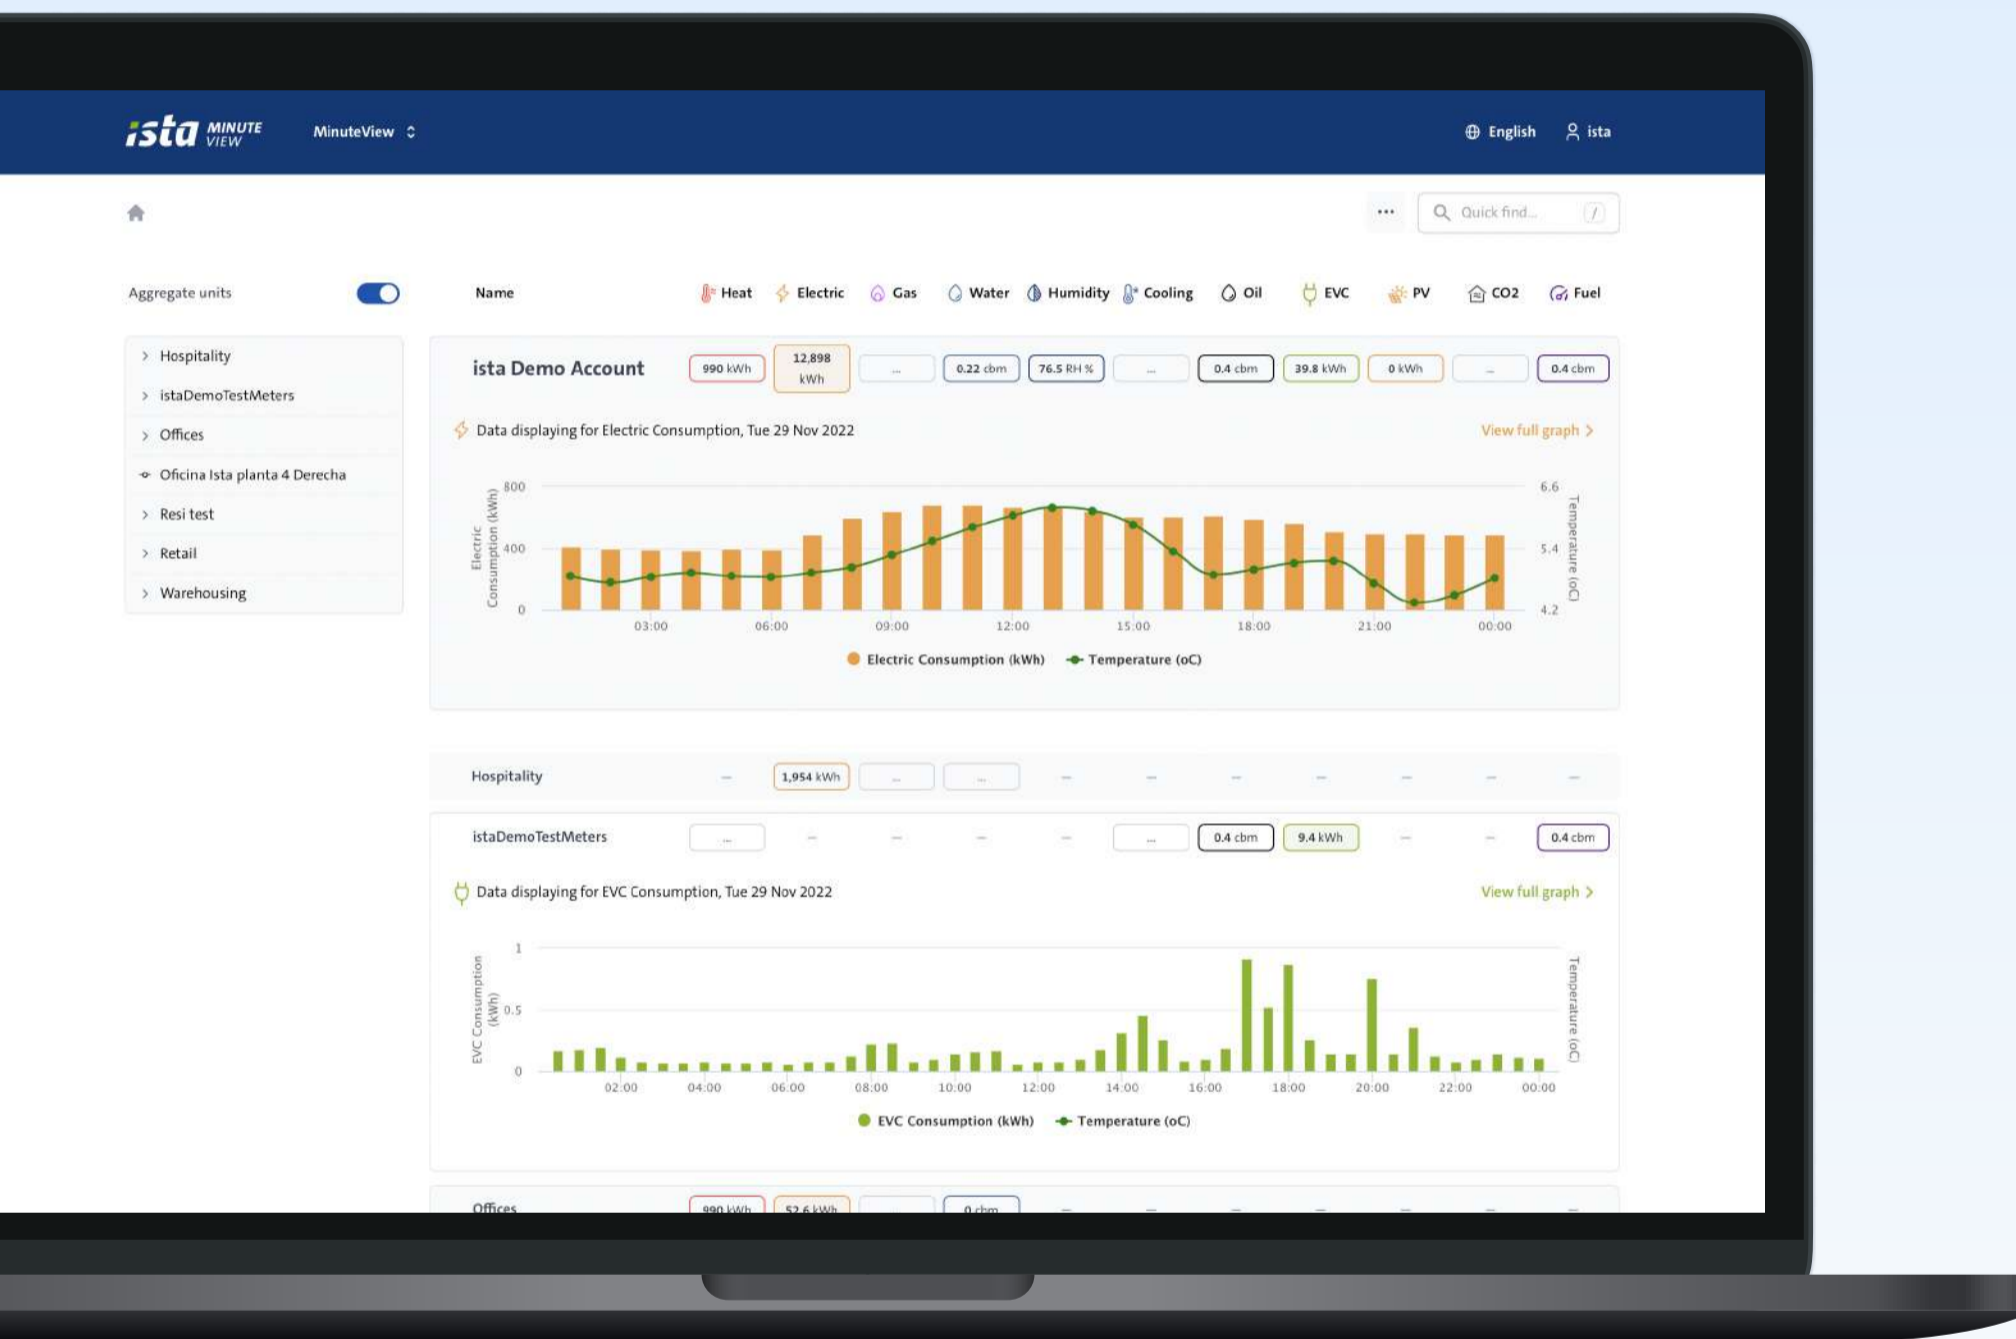 ista MINUTE VIEW MinuteView English ista
... Quick find... /
Aggregate units
Name Heat Electric Gas Water Humidity Cooling Oil EVC PV CO2 Fuel
Hospitality
istaDemoTestMeters
Offices
Oficina Ista planta 4 Derecha
Resi test
Retail
Warehousing
ista Demo Account 990 kWh 12,898 kWh ... 0.22 cbm 76.5 RH % ... 0.4 cbm 39.8 kWh 0 kWh ... 0.4 cbm
Data displaying for Electric Consumption, Tue 29 Nov 2022 View full graph
Electric
Consumption (kWh)
800
400
0
6.6
5.4
4.2
Temperature (oC)
03:00 06:00 09:00 12:00 15:00 18:00 21:00 00:00
Electric Consumption (kWh) Temperature (oC)
Hospitality – 1,954 kWh ... ... – – – – – – –
istaDemoTestMeters ... – – – – ... 0.4 cbm 9.4 kWh – – 0.4 cbm
Data displaying for EVC Consumption, Tue 29 Nov 2022 View full graph
EVC Consumption
(kWh)
1
0.5
0
Temperature (oC)
02:00 04:00 06:00 08:00 10:00 12:00 14:00 16:00 18:00 20:00 22:00 00:00
EVC Consumption (kWh) Temperature (oC)
Offices 990 kWh 52.6 kWh 0 cbm – – – – – – –